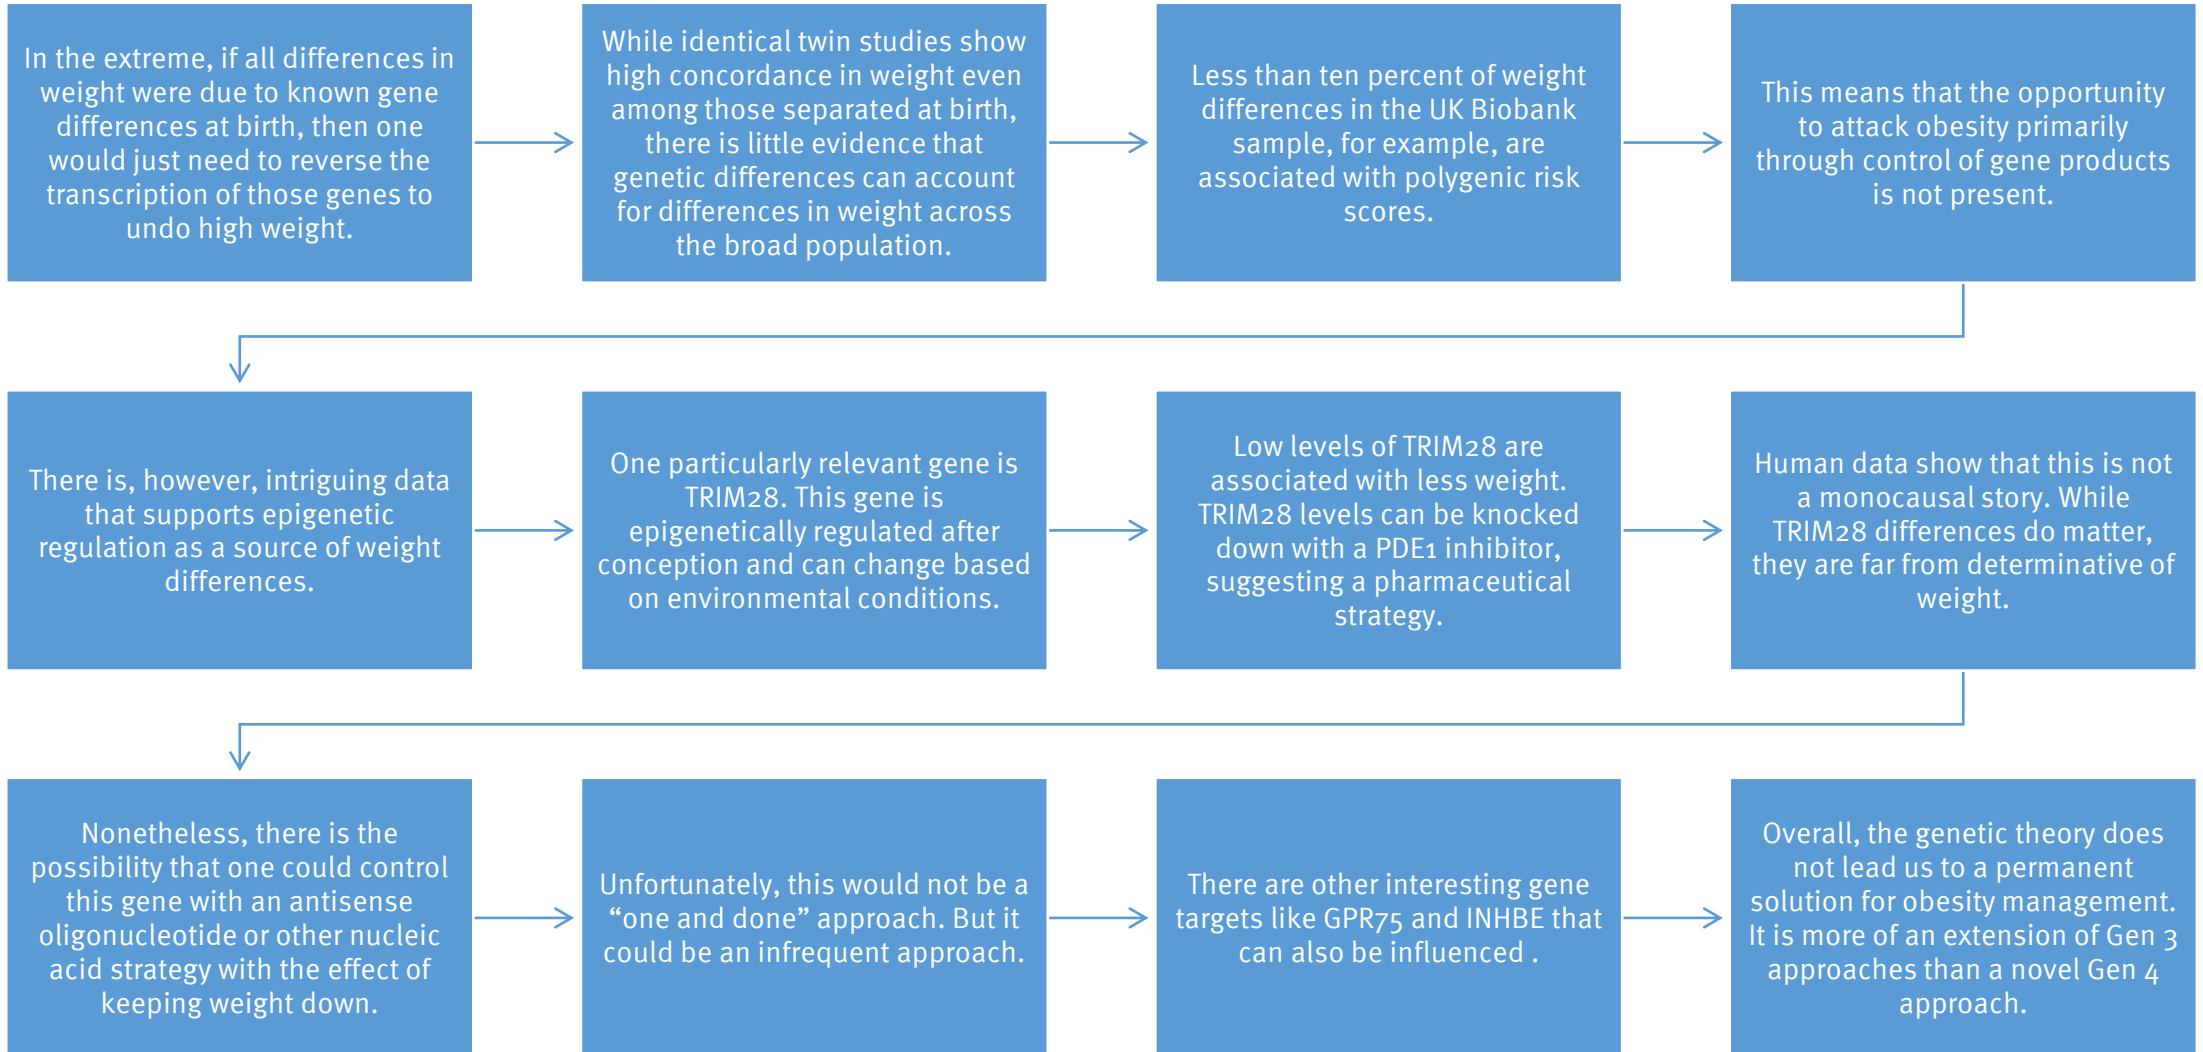 In the extreme, if all differences in
weight were due to known gene
differences at birth, then one
would just need to reverse the
transcription of those genes to
undo high weight.
While identical twin studies show
high concordance in weight even
among those separated at birth,
there is little evidence that
genetic differences can account
for differences in weight across
the broad population.
Less than ten percent of weight
differences in the UK Biobank
sample, for example, are
associated with polygenic risk
scores.
This means that the opportunity
to attack obesity primarily
through control of gene products
is not present.
There is, however, intriguing data
that supports epigenetic
regulation as a source of weight
differences.
One particularly relevant gene is
TRIM28. This gene is
epigenetically regulated after
conception and can change based
on environmental conditions.
Low levels of TRIM28 are
associated with less weight.
TRIM28 levels can be knocked
down with a PDE1 inhibitor,
suggesting a pharmaceutical
strategy.
Human data show that this is not
a monocausal story. While
TRIM28 differences do matter,
they are far from determinative of
weight.
Nonetheless, there is the
possibility that one could control
this gene with an antisense
oligonucleotide or other nucleic
acid strategy with the effect of
keeping weight down.
Unfortunately, this would not be a
“one and done” approach. But it
could be an infrequent approach.
There are other interesting gene
targets like GPR75 and INHBE that
can also be influenced .
Overall, the genetic theory does
not lead us to a permanent
solution for obesity management.
It is more of an extension of Gen 3
approaches than a novel Gen 4
approach.